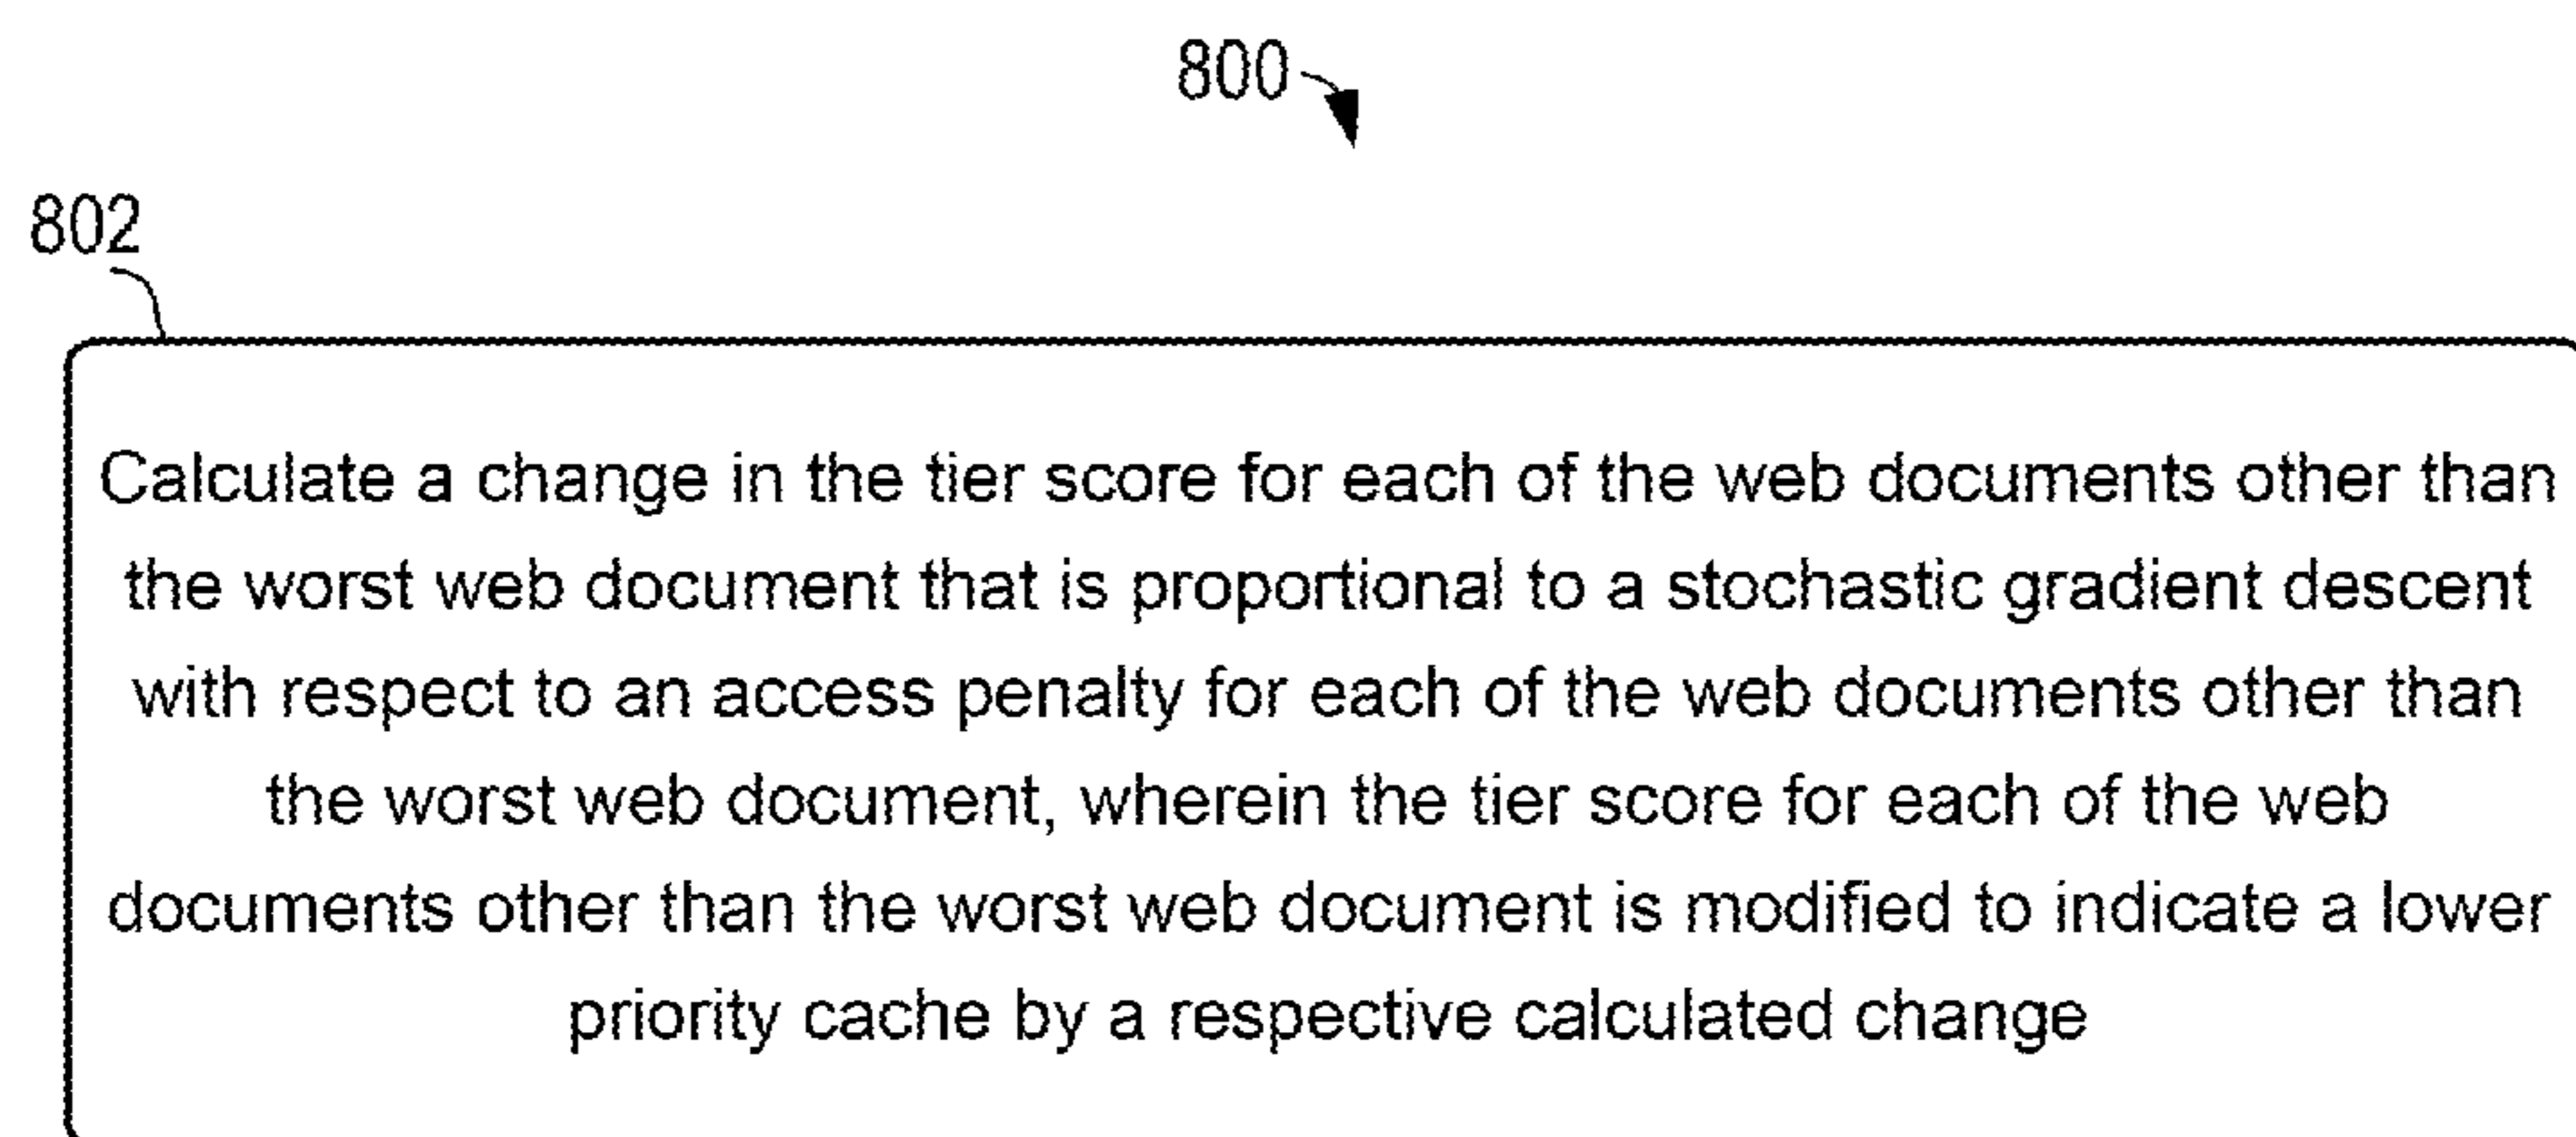 800
802
Calculate a change in the tier score for each of the web documents other than
the worst web document that is proportional to a stochastic gradient descent
with respect to an access penalty for each of the web documents other than
the worst web document, wherein the tier score for each of the web
documents other than the worst web document is modified to indicate a lower
priority cache by a respective calculated change